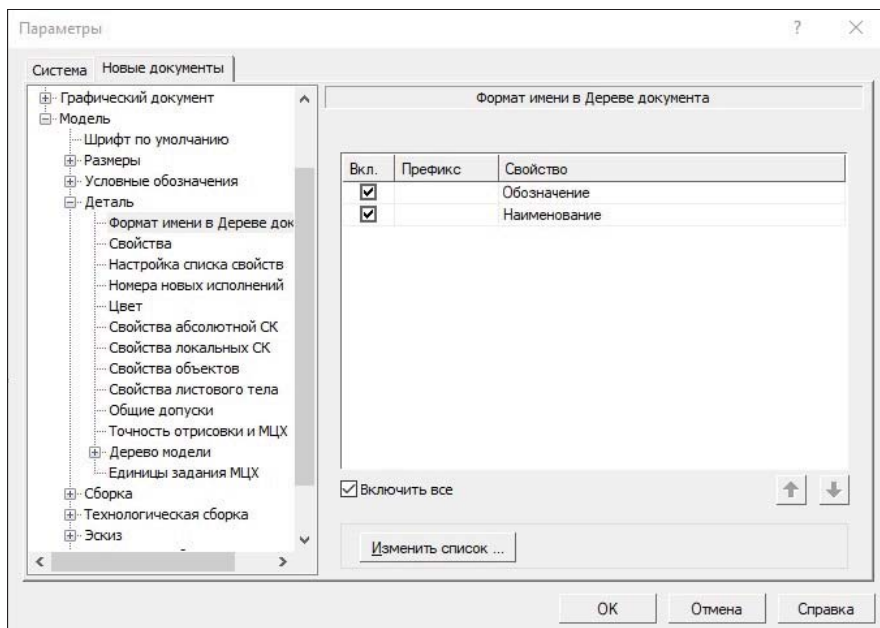 Параметры
?
Система
Новые документы
Графический документ
Модель
Шрифт по умолчанию
Размеры
Условные обозначения
Деталь
Формат имени в Дереве док
Свойства
Настройка списка свойств
Номера новых исполнений
Цвет
Свойства абсолютной СК
Свойства локальных СК
Свойства объектов
Свойства листового тела
Общие допуски
Точность отрисовки и МЦХ
Дерево модели
Единицы задания МЦХ
Сборка
Технологическая сборка
Эскиз
Формат имени в Дереве документа
Вкл. Префикс Свойство
Обозначение
Наименование
Включить все
Изменить список ...
OK Отмена Справка